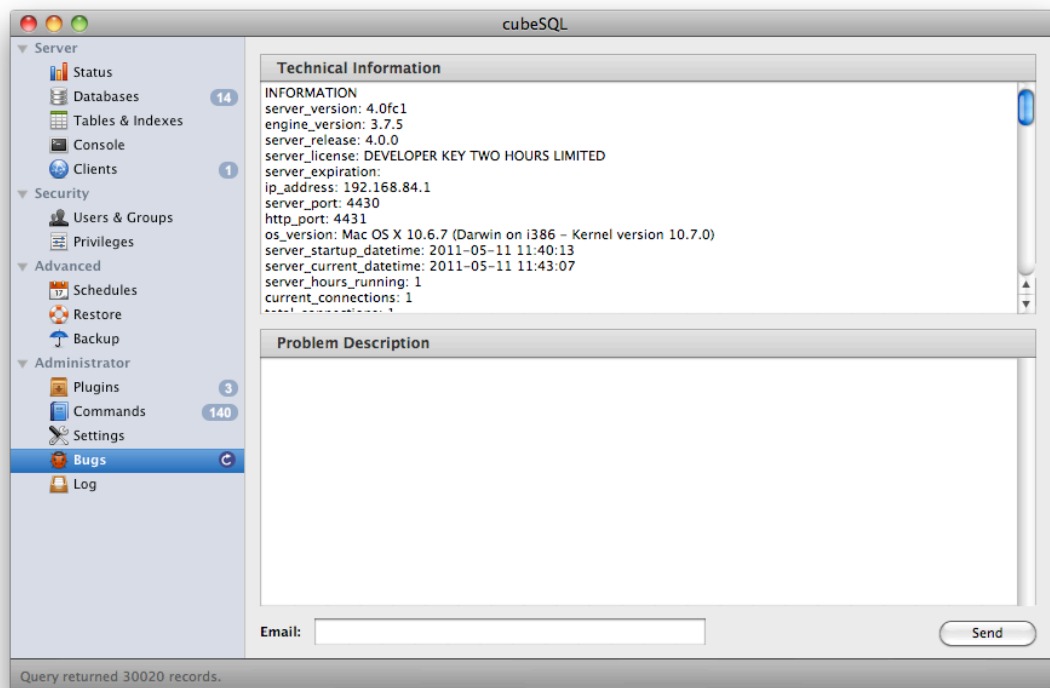 cubeSQL
Server
Status
Databases 14
Tables & Indexes
Console
Clients 1
Security
Users & Groups
Privileges
Advanced
17 Schedules
Restore
Backup
Administrator
Plugins 3
Commands 140
Settings
Bugs
Log
Technical Information
INFORMATION
server_version: 4.0fc1
engine_version: 3.7.5
server_release: 4.0.0
server_license: DEVELOPER KEY TWO HOURS LIMITED
server_expiration:
ip_address: 192.168.84.1
server_port: 4430
http_port: 4431
os_version: Mac OS X 10.6.7 (Darwin on i386 - Kernel version 10.7.0)
server_startup_datetime: 2011-05-11 11:40:13
server_current_datetime: 2011-05-11 11:43:07
server_hours_running: 1
current_connections: 1
total_connections: 1
Problem Description
Email:
Send
Query returned 30020 records.